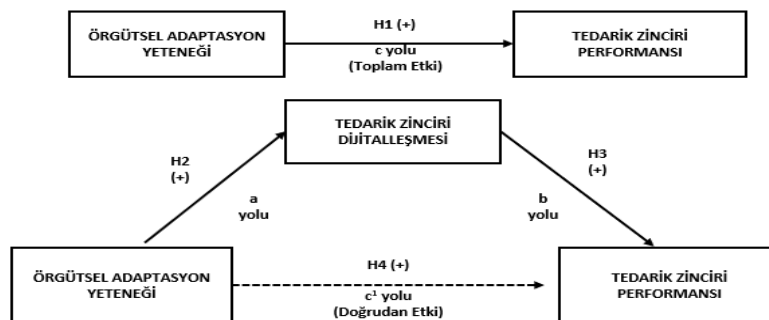 ÖRGÜTSEL ADAPTASYON
YETENEĞİ
H1 (+)
c yolu
(Toplam Etki)
TEDARİK ZİNCİRİ
PERFORMANSI
TEDARİK ZİNCİRİ
DİJİTALLEŞMESİ
H2
(+)
a
yolu
H3
(+)
b
yolu
ÖRGÜTSEL ADAPTASYON
YETENEĞİ
H4 (+)
c¹ yolu
(Doğrudan Etki)
TEDARİK ZİNCİRİ
PERFORMANSI